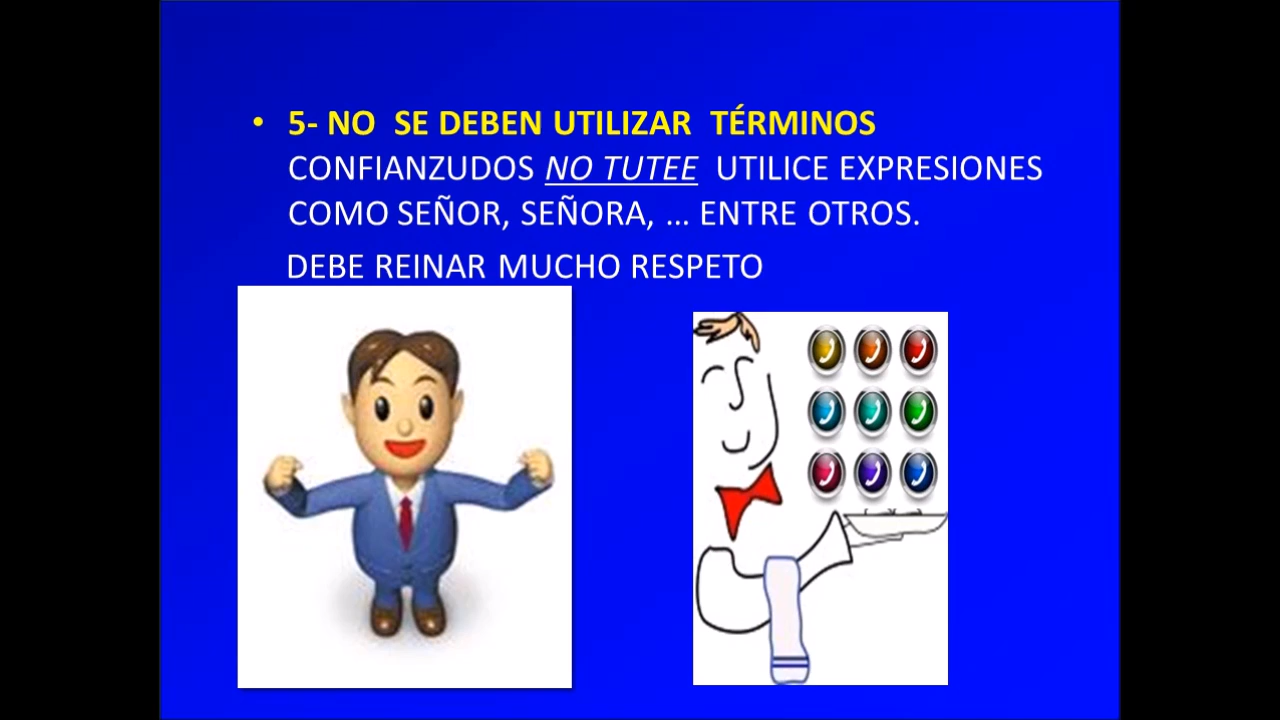 • 5- NO SE DEBEN UTILIZAR TÉRMINOS
CONFIANZUDOS NO TUTEE UTILICE EXPRESIONES
COMO SEÑOR, SEÑORA, ... ENTRE OTROS.
DEBE REINAR MUCHO RESPETO